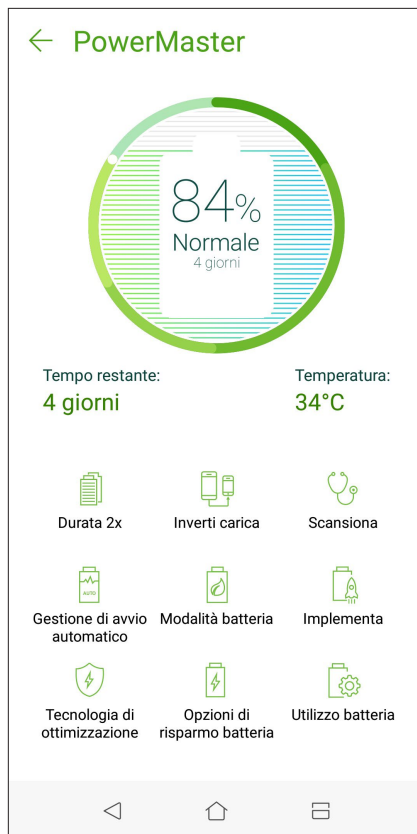 PowerMaster
84%
Normale
4 giorni
Tempo restante:
4 giorni
Temperatura:
34°C
Durata 2x
Inverti carica
Scansiona
AUTO
Gestione di avvio
automatico
Modalità batteria
Implementa
Tecnologia di
ottimizzazione
Opzioni di
risparmo batteria
Utilizzo batteria